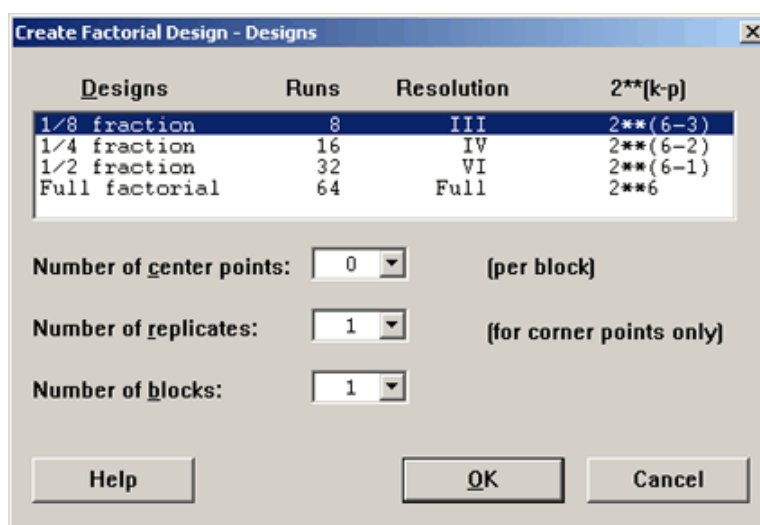 Create Factorial Design - Designs
Designs Runs Resolution 2**(k-p)
1/8 fraction 8 III 2**(6-3)
1/4 fraction 16 IV 2**(6-2)
1/2 fraction 32 VI 2**(6-1)
Full factorial 64 Full 2**6
Number of center points: 0 (per block)
Number of replicates: 1 (for corner points only)
Number of blocks: 1
Help OK Cancel